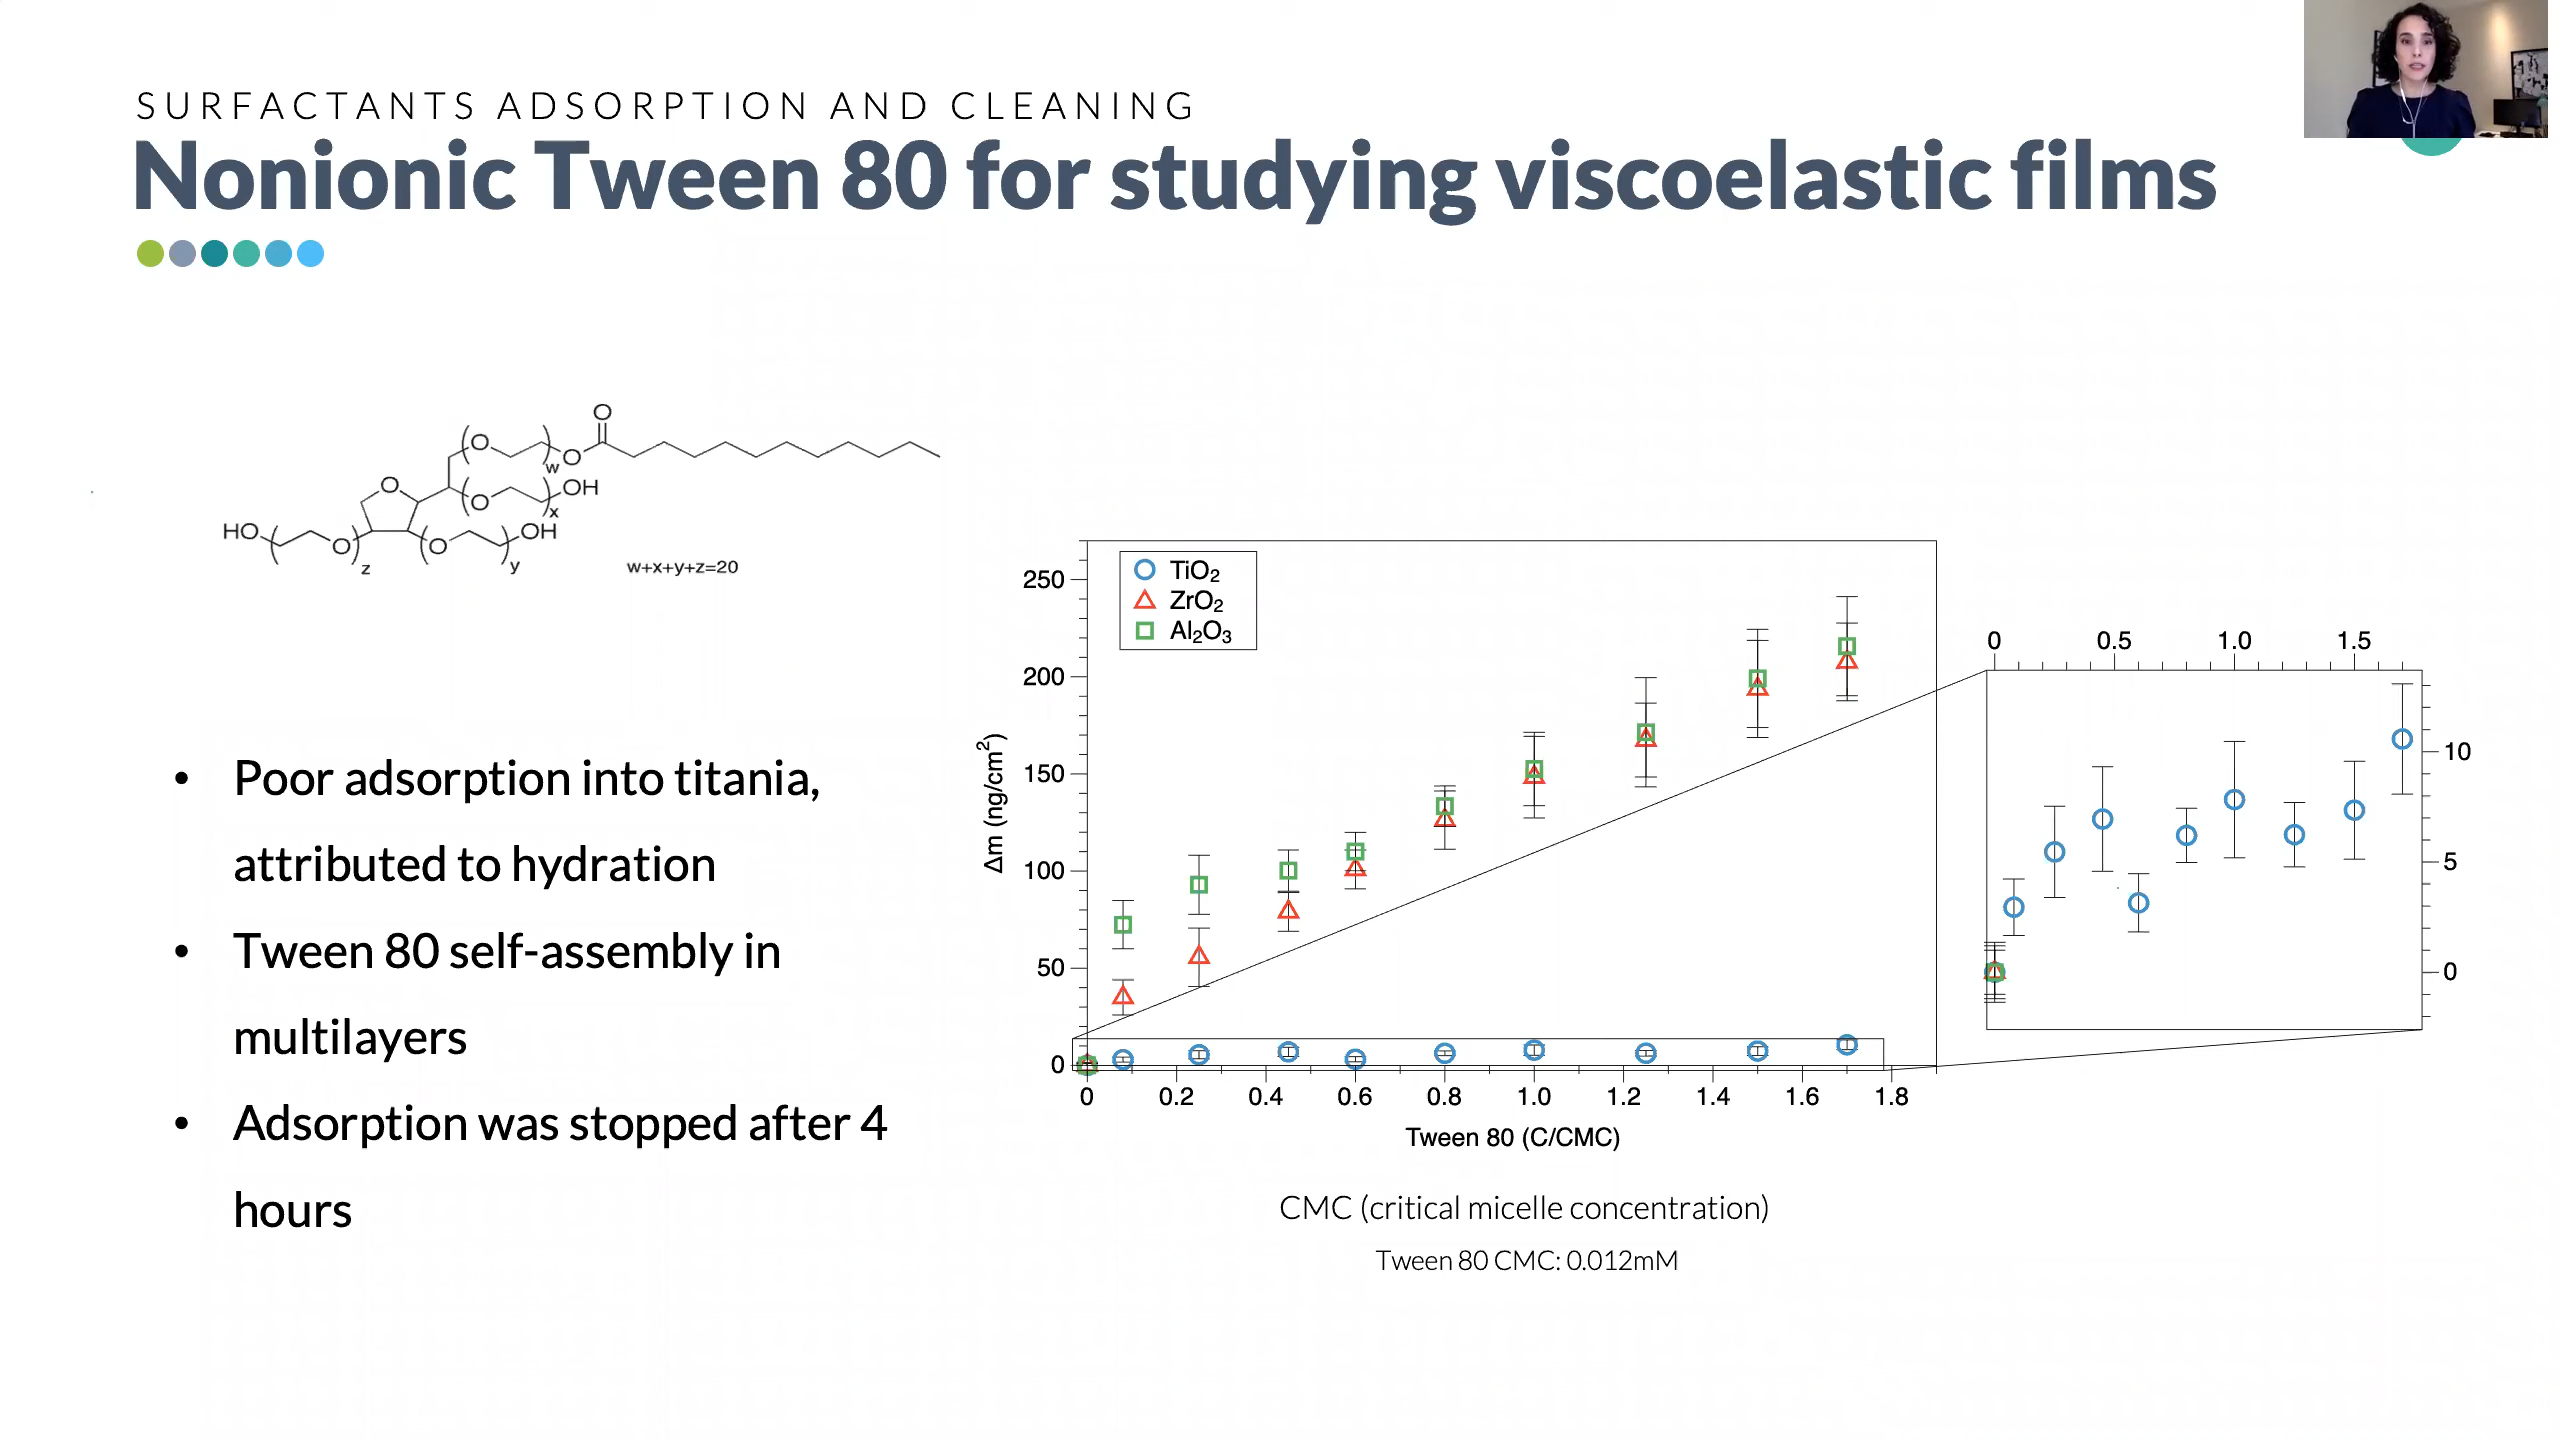 SURFACTANTS ADSORPTION AND CLEANING
Nonionic Tween 80 for studying viscoelastic films
O
(O
w
O
O
(O
x
OH
HO
O
z
(O
y
OH
w+x+y+z=20
• Poor adsorption into titania,
attributed to hydration
• Tween 80 self-assembly in
multilayers
• Adsorption was stopped after 4
hours
TiO₂
ZrO₂
Al₂O₃
250
200
150
100
50
0
Δm (ng/cm²)
0 0.2 0.4 0.6 0.8 1.0 1.2 1.4 1.6 1.8
Tween 80 (C/CMC)
0 0.5 1.0 1.5
10
5
0
CMC (critical micelle concentration)
Tween 80 CMC: 0.012mM